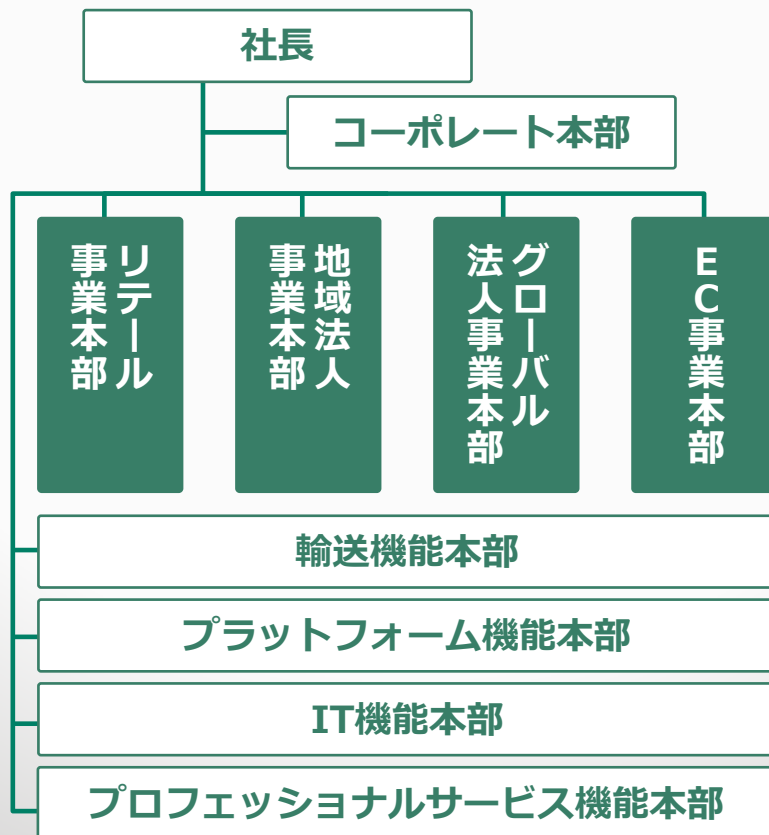 社長
コーポレート本部
リテール
事業本部
地域法人
事業本部
グローバル
法人事業本部
EC事業本部
輸送機能本部
プラットフォーム機能本部
IT機能本部
プロフェッショナルサービス機能本部